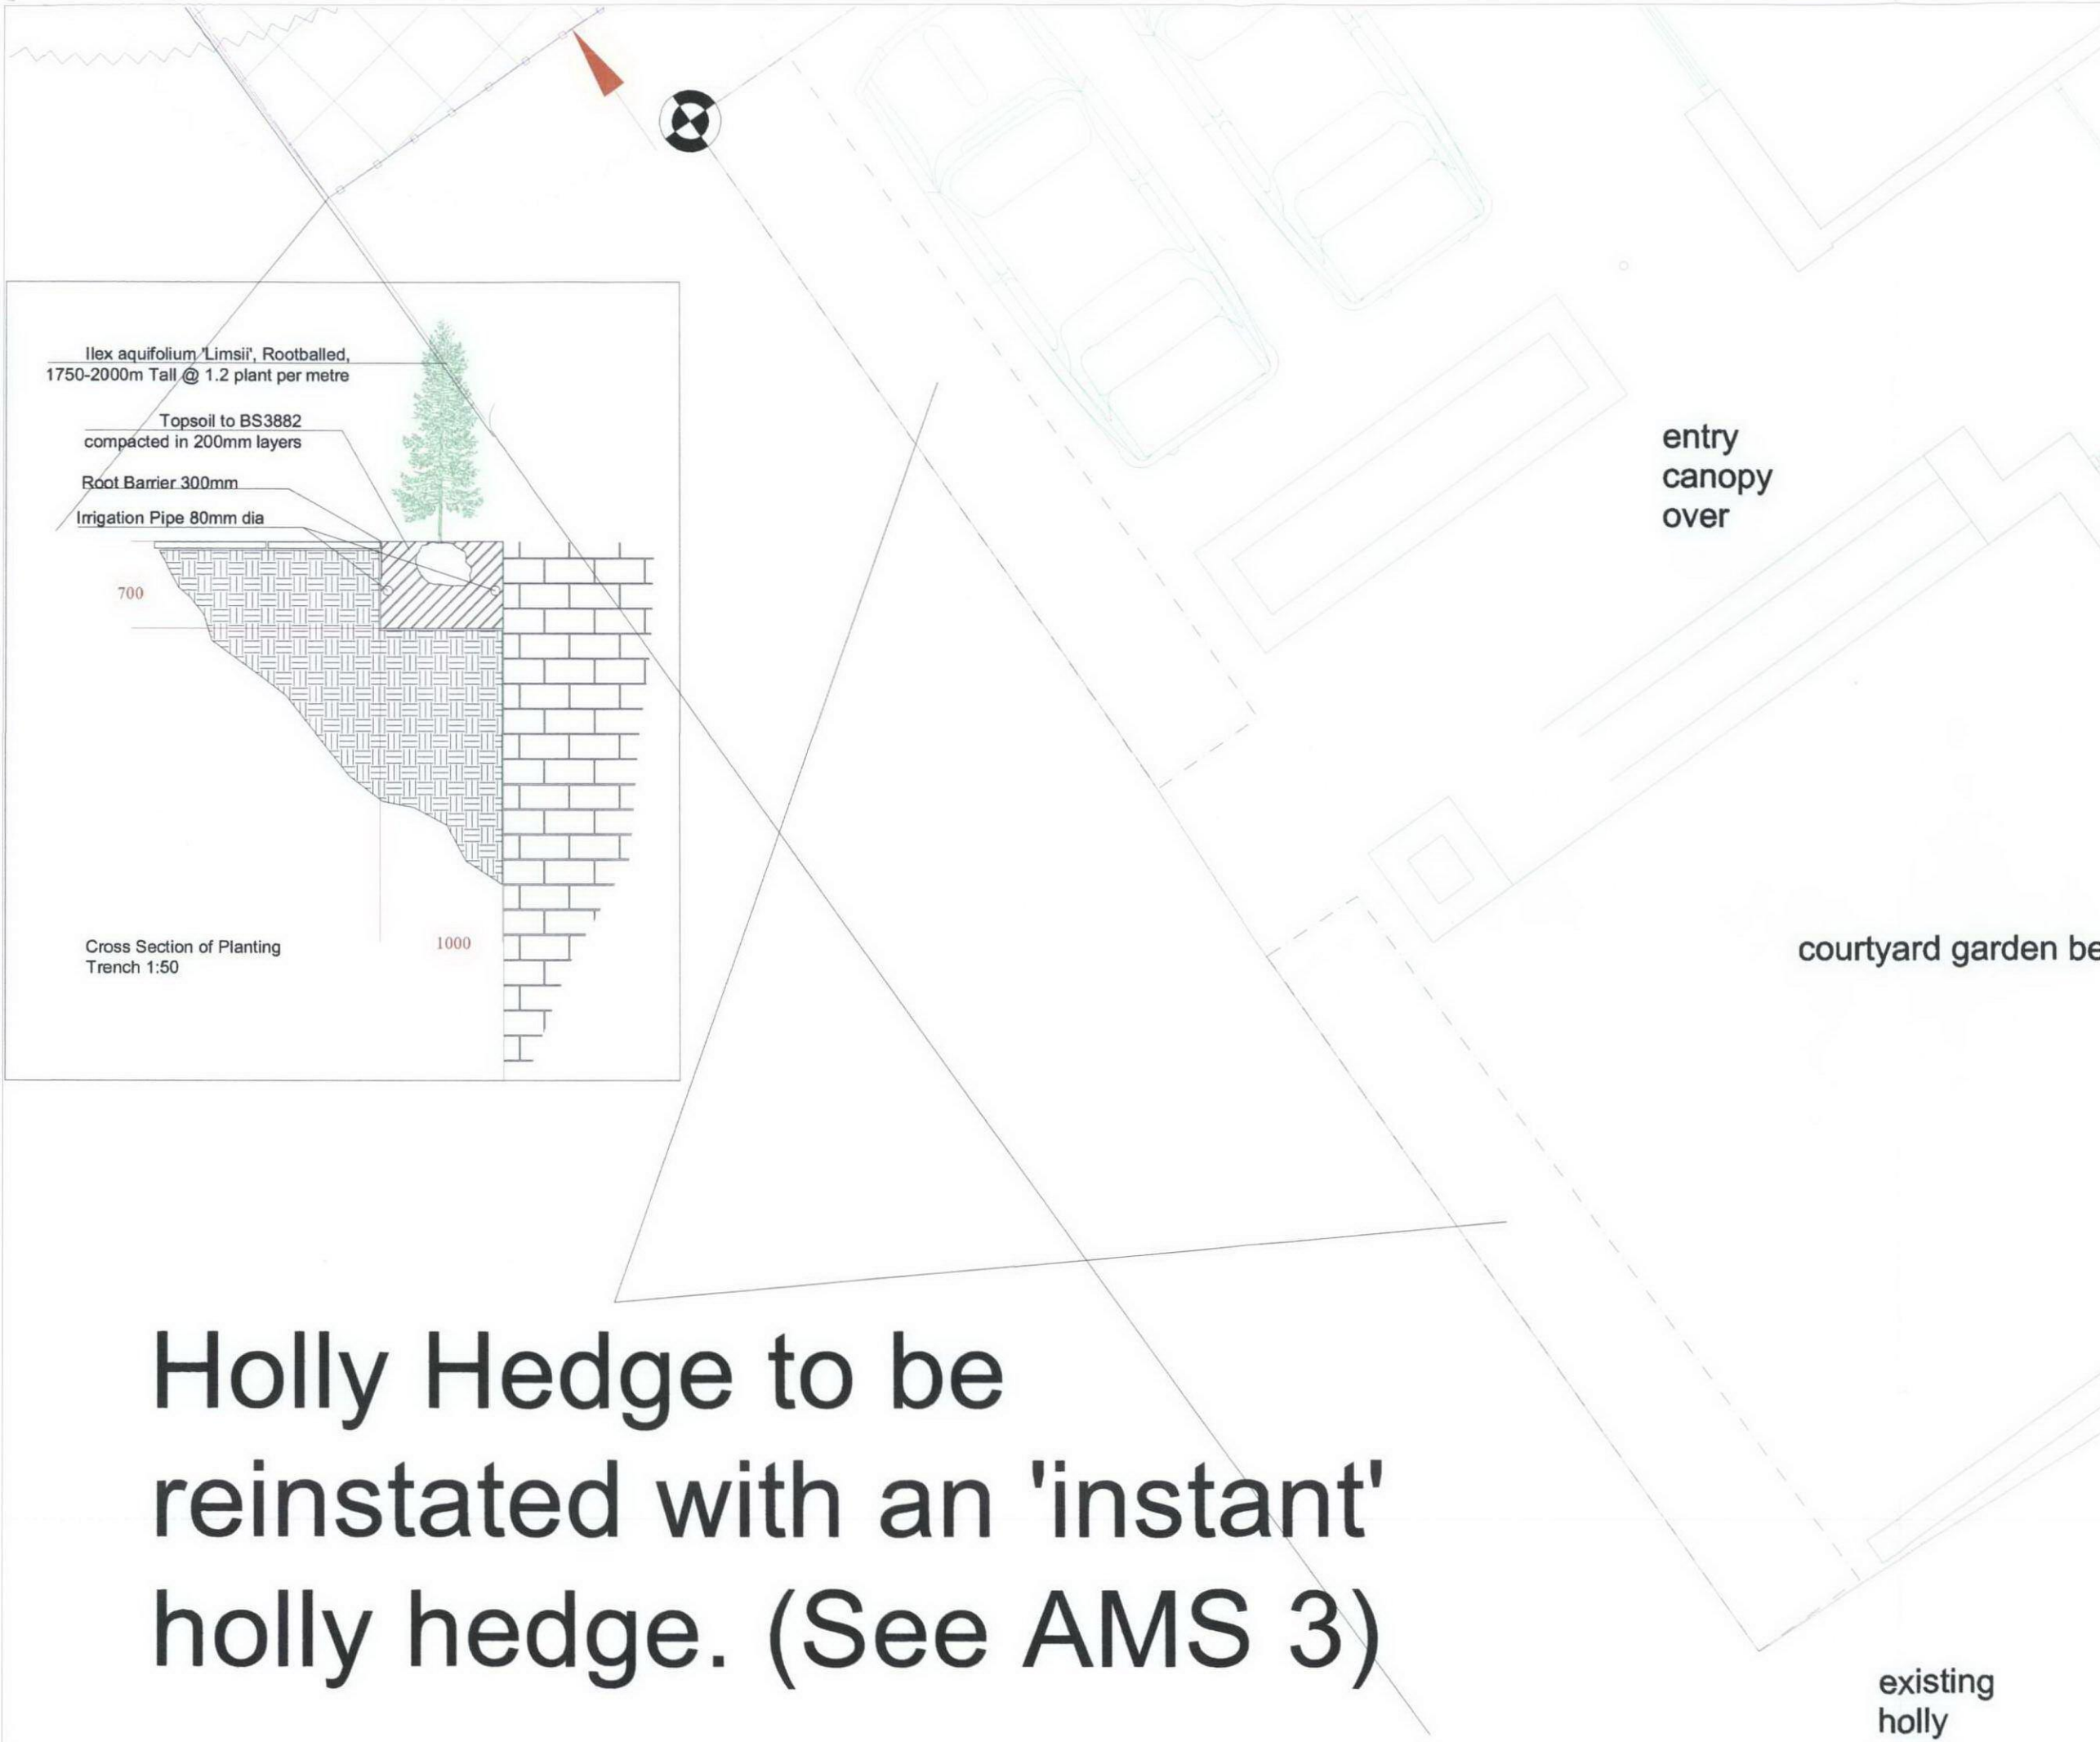 Ilex aquifolium 'Limsii', Rootballed,
1750-2000m Tall @ 1.2 plant per metre
Topsoil to BS3882
compacted in 200mm layers
Root Barrier 300mm
Irrigation Pipe 80mm dia
700
1000
Cross Section of Planting
Trench 1:50
entry
canopy
over
courtyard garden be
Holly Hedge to be
reinstated with an 'instant'
holly hedge. (See AMS 3)
existing
holly